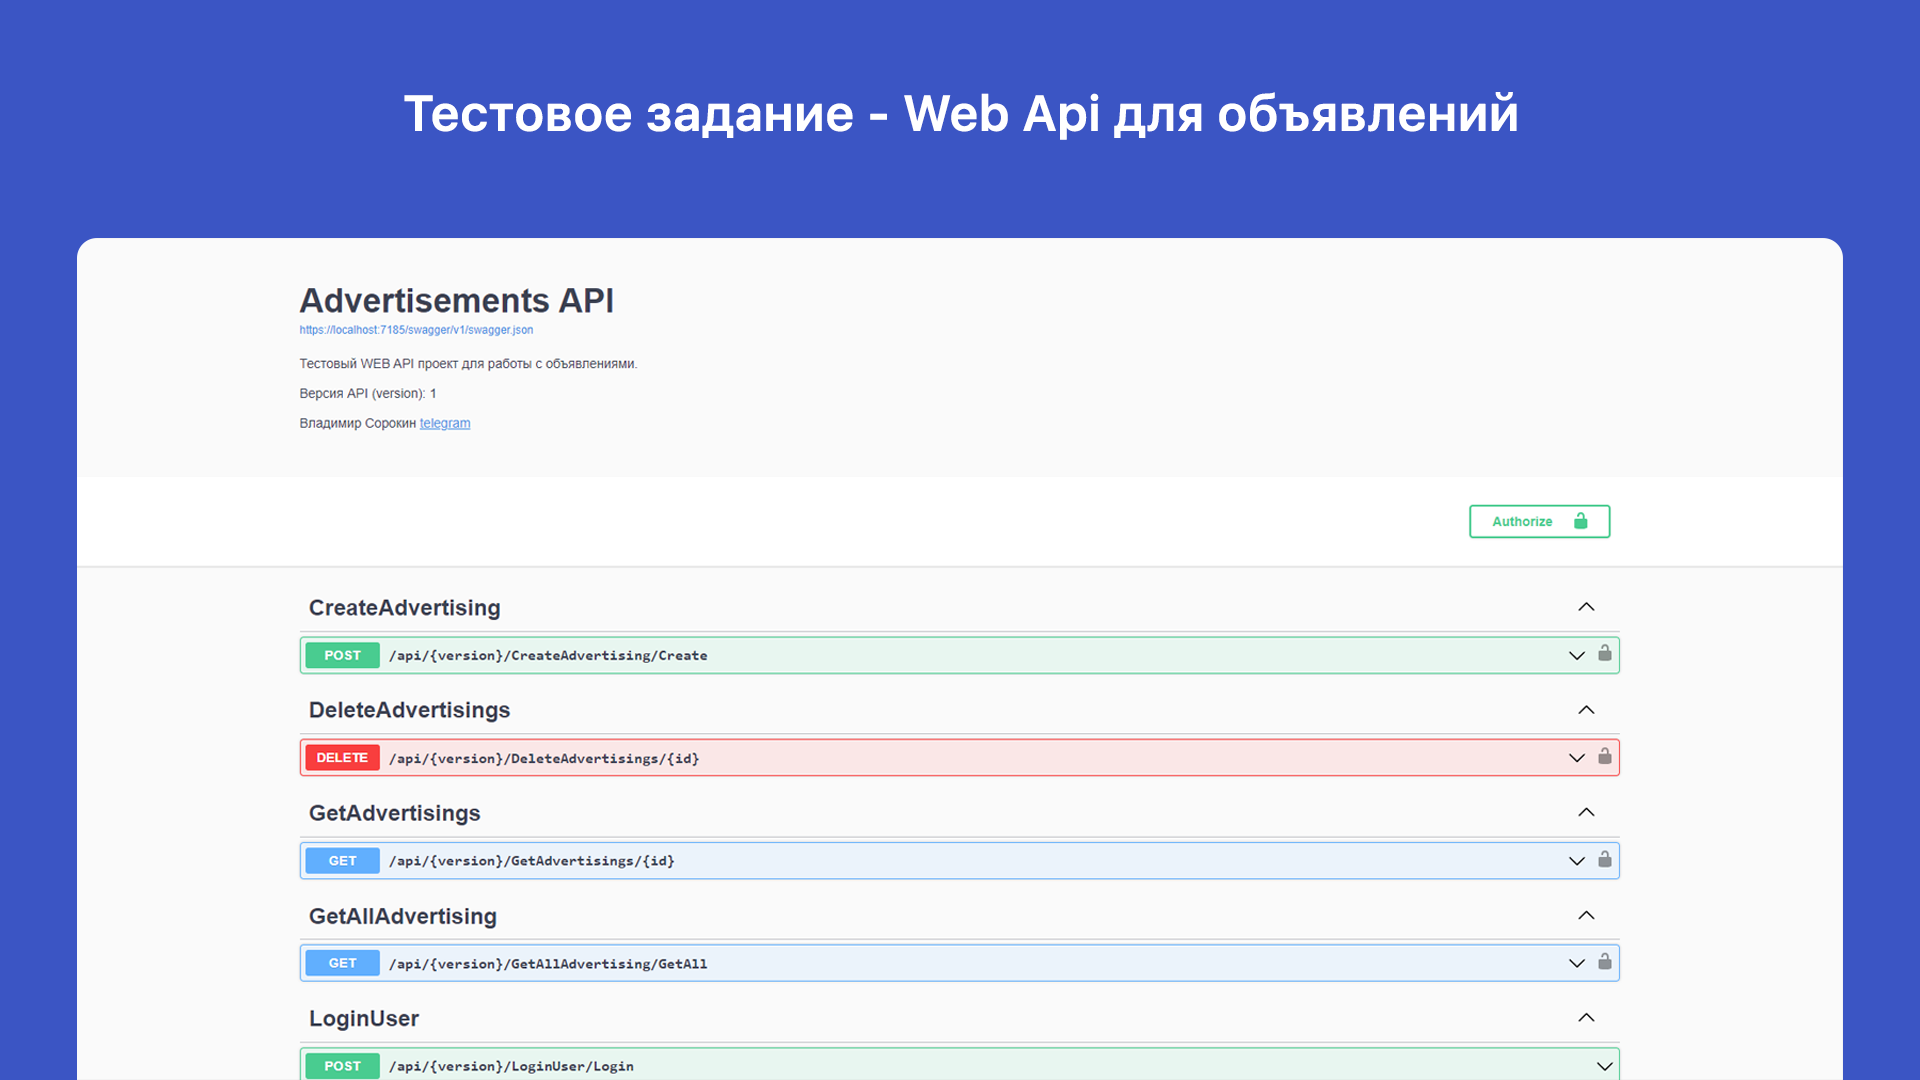 Тестовое задание - Web Api для объявлений
Advertisements API
https://localhost:7185/swagger/v1/swagger.json
Тестовый WEB API проект для работы с объявлениями.
Версия API (version): 1
Владимир Сорокин telegram
Authorize
CreateAdvertising
POST /api/{version}/CreateAdvertising/Create
DeleteAdvertisings
DELETE /api/{version}/DeleteAdvertisings/{id}
GetAdvertisings
GET /api/{version}/GetAdvertisings/{id}
GetAllAdvertising
GET /api/{version}/GetAllAdvertising/GetAll
LoginUser
POST /api/{version}/LoginUser/Login